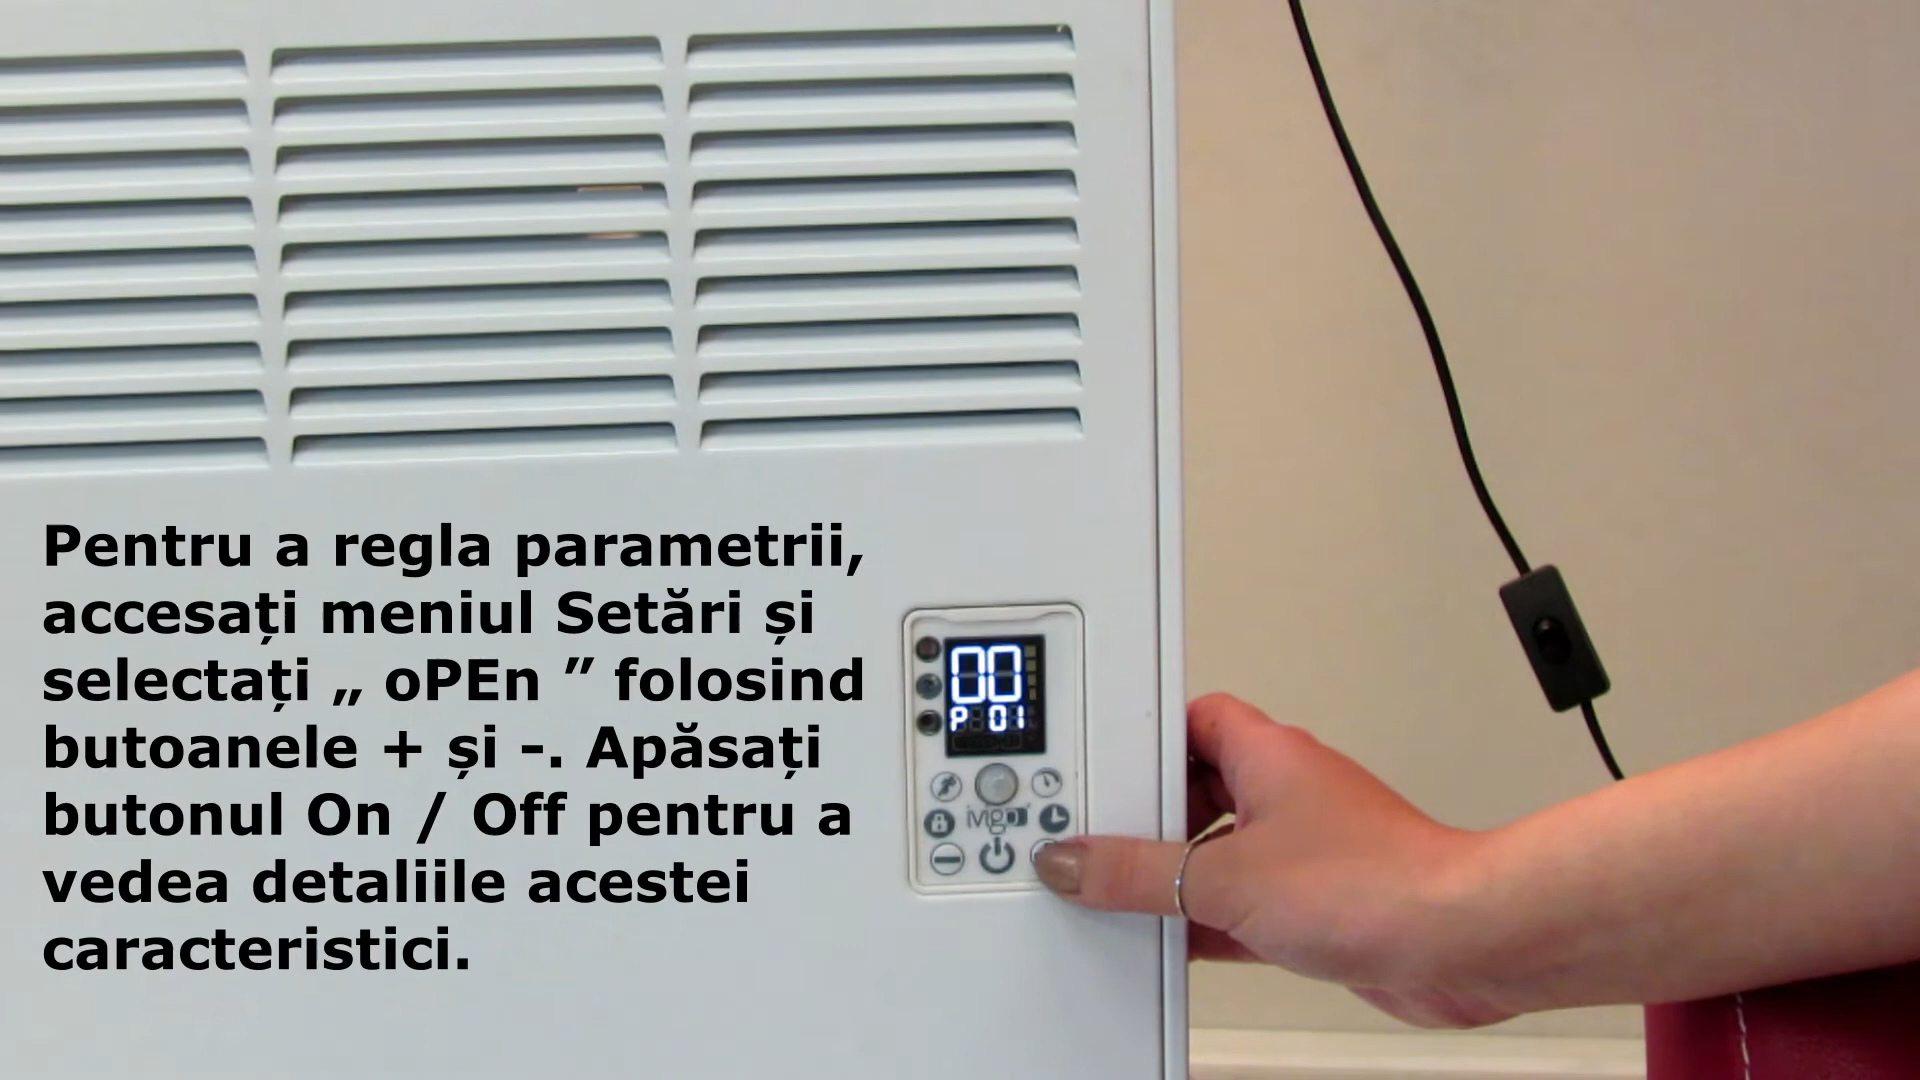 Pentru a regla parametrii,
accesați meniul Setări și
selectați „ oPEn ” folosind
butoanele + și -. Apăsați
butonul On / Off pentru a
vedea detaliile acestei
caracteristici.
00
P 01
ivigo